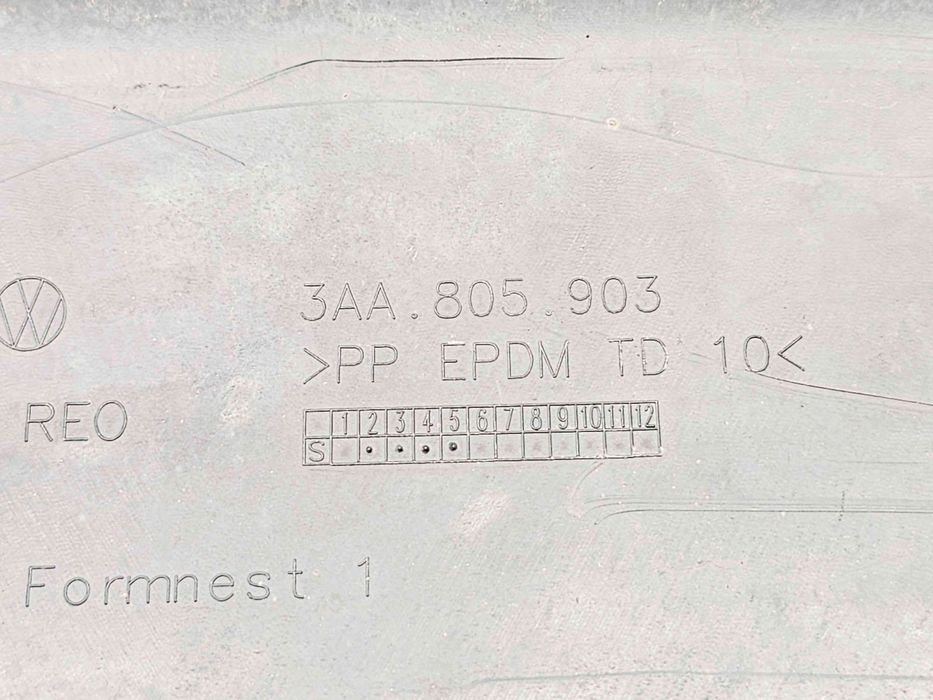 VW
3AA.805.903
>PP EPDM TD 10<
REO
1 2 3 4 5 6 7 8 9 10 11 12
S
Formnest 1